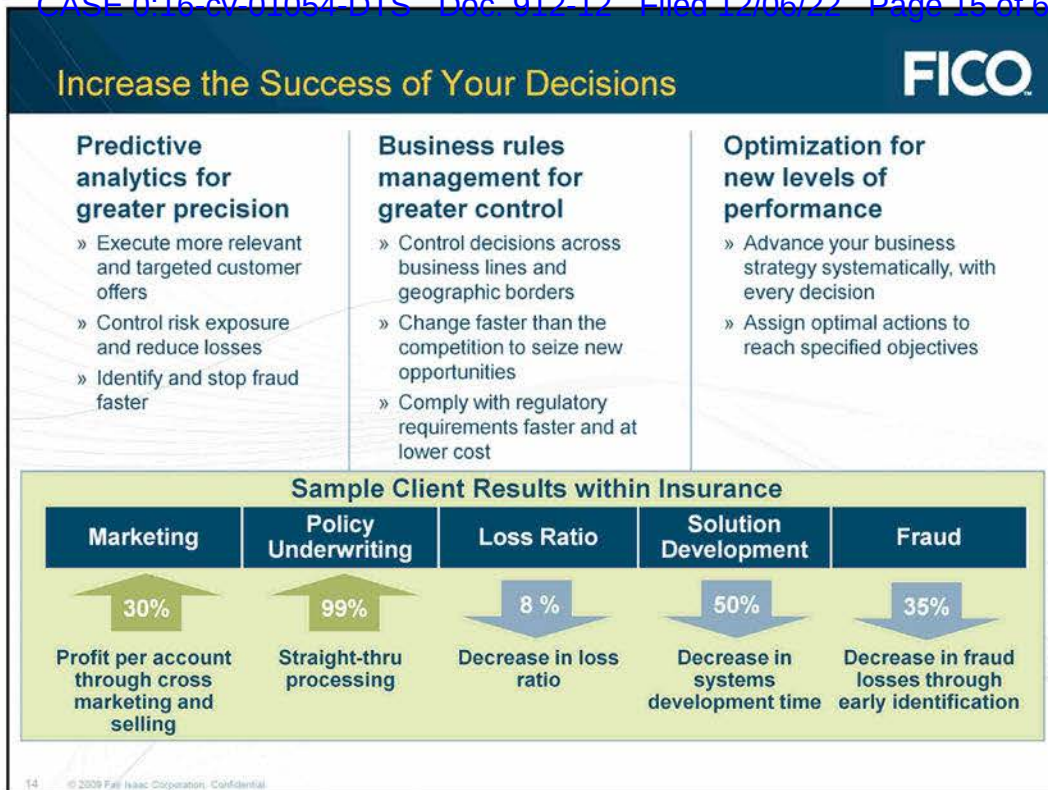 CASE 0:16-cv-01054-DTS Doc. 912-12 Filed 12/06/22 Page 15 of 6
Increase the Success of Your Decisions
FICO
Predictive
analytics for
greater precision
» Execute more relevant
and targeted customer
offers
» Control risk exposure
and reduce losses
» Identify and stop fraud
faster
Business rules
management for
greater control
» Control decisions across
business lines and
geographic borders
» Change faster than the
competition to seize new
opportunities
» Comply with regulatory
requirements faster and at
lower cost
Optimization for
new levels of
performance
» Advance your business
strategy systematically, with
every decision
» Assign optimal actions to
reach specified objectives
Sample Client Results within Insurance
Marketing
30%
Profit per account
through cross
marketing and
selling
Policy
Underwriting
99%
Straight-thru
processing
Loss Ratio
8 %
Decrease in loss
ratio
Solution
Development
50%
Decrease in
systems
development time
Fraud
35%
Decrease in fraud
losses through
early identification
14 © 2009 Fair Isaac Corporation. Confidential.